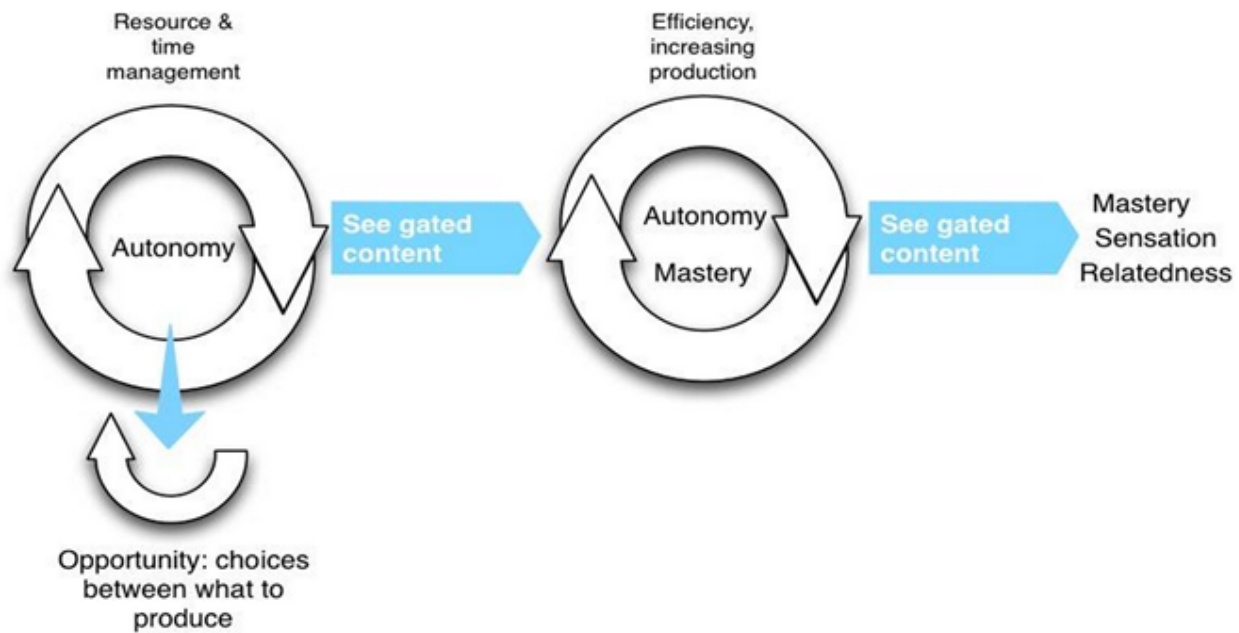 Resource &
time
management
Autonomy
Opportunity: choices
between what to
produce
See gated
content
Efficiency,
increasing
production
Autonomy
Mastery
See gated
content
Mastery
Sensation
Relatedness